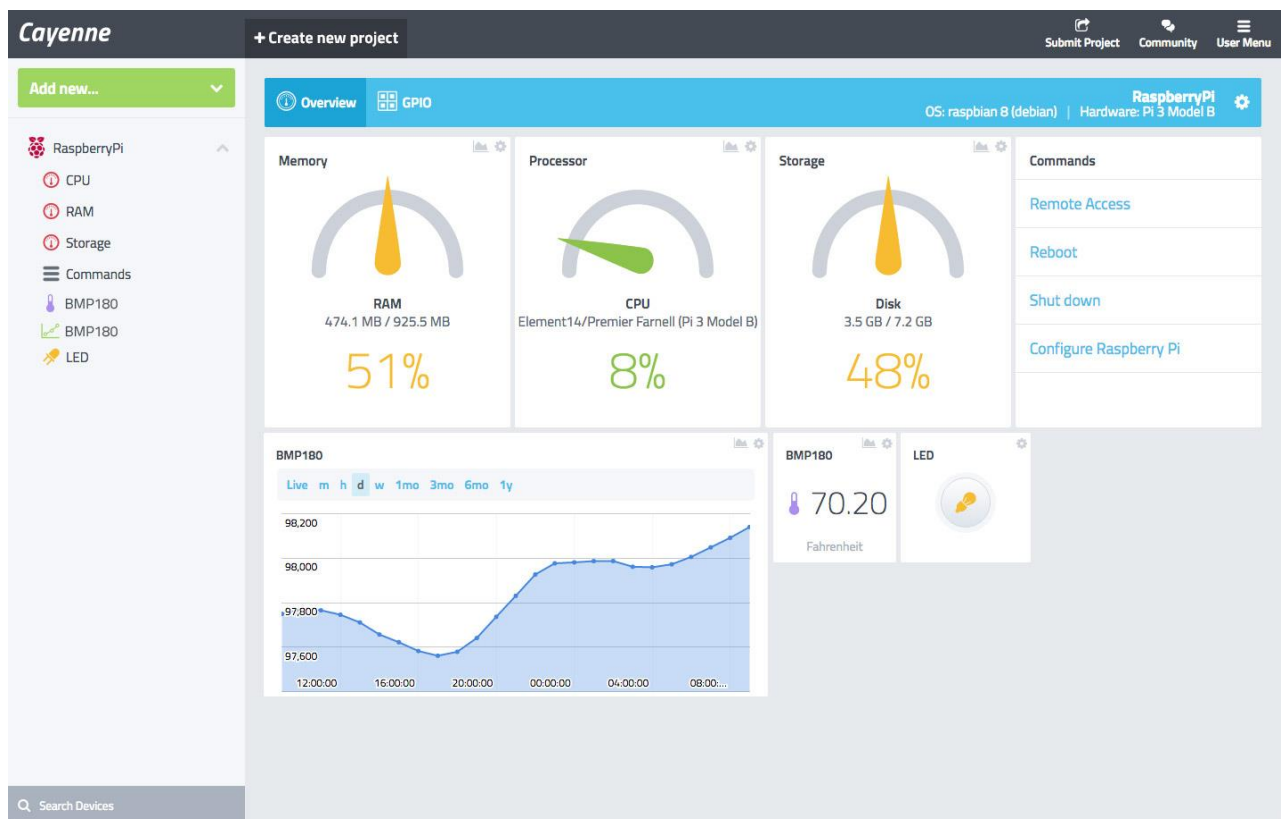 Cayenne
+ Create new project
Submit Project Community User Menu
Add new...
RaspberryPi
CPU
RAM
Storage
Commands
BMP180
BMP180
LED
Search Devices
Overview GPIO
RaspberryPi
OS: raspbian 8 (debian) | Hardware: Pi 3 Model B
Memory
RAM
474.1 MB / 925.5 MB
51%
Processor
CPU
Element14/Premier Farnell (Pi 3 Model B)
8%
Storage
Disk
3.5 GB / 7.2 GB
48%
Commands
Remote Access
Reboot
Shut down
Configure Raspberry Pi
BMP180
Live m h d w 1mo 3mo 6mo 1y
98,200
98,000
97,800
97,600
12:00:00 16:00:00 20:00:00 00:00:00 04:00:00 08:00:...
BMP180
70.20
Fahrenheit
LED